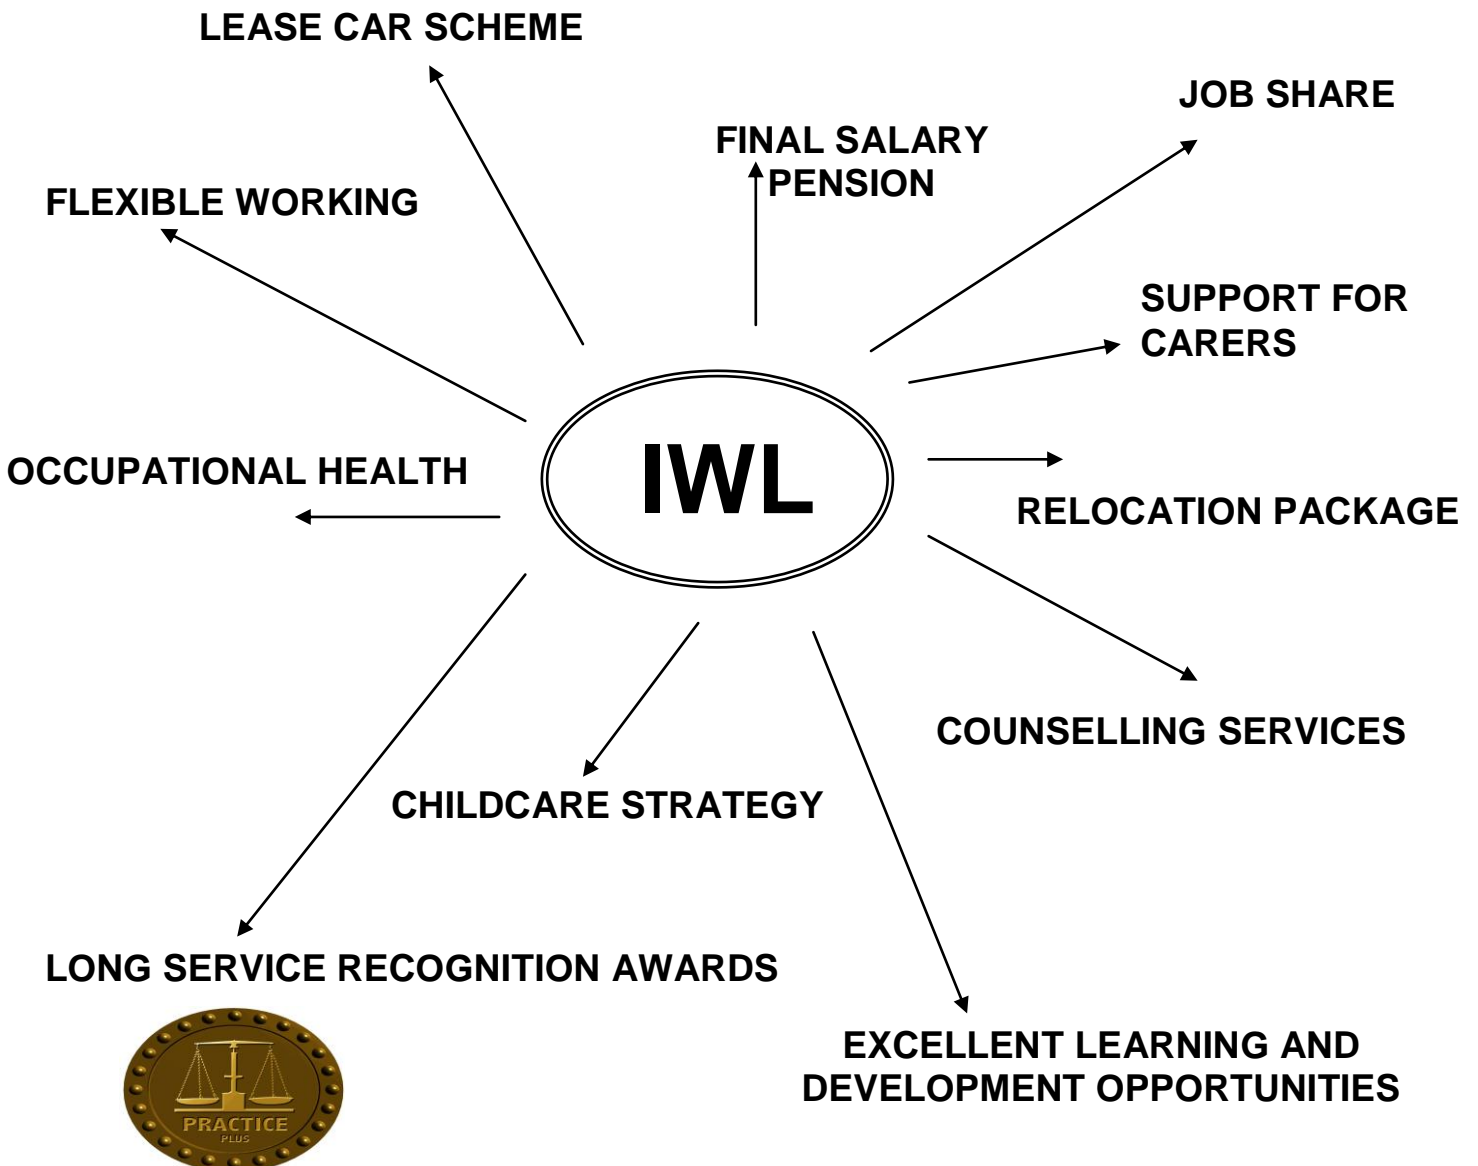 LEASE CAR SCHEME
JOB SHARE
FINAL SALARY
PENSION
FLEXIBLE WORKING
SUPPORT FOR
CARERS
IWL
OCCUPATIONAL HEALTH
RELOCATION PACKAGE
COUNSELLING SERVICES
CHILDCARE STRATEGY
LONG SERVICE RECOGNITION AWARDS
EXCELLENT LEARNING AND
DEVELOPMENT OPPORTUNITIES
PRACTICE
PLUS